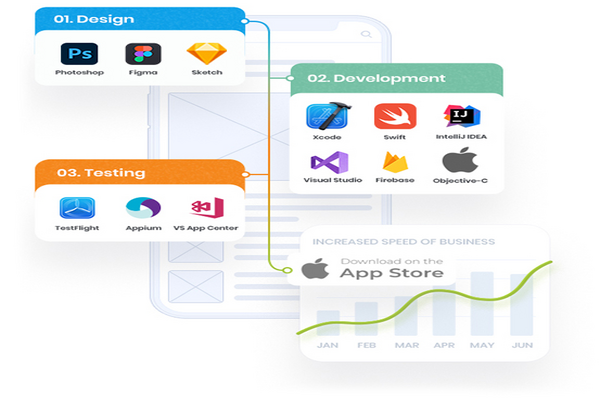 01. Design
Ps
Photoshop
Figma
Sketch
02. Development
Xcode
Swift
IJ
IntelliJ IDEA
Visual Studio
Firebase
Objective-C
03. Testing
TestFlight
Appium
VS App Center
INCREASED SPEED OF BUSINESS
Download on the
App Store
JAN FEB MAR APR MAY JUN